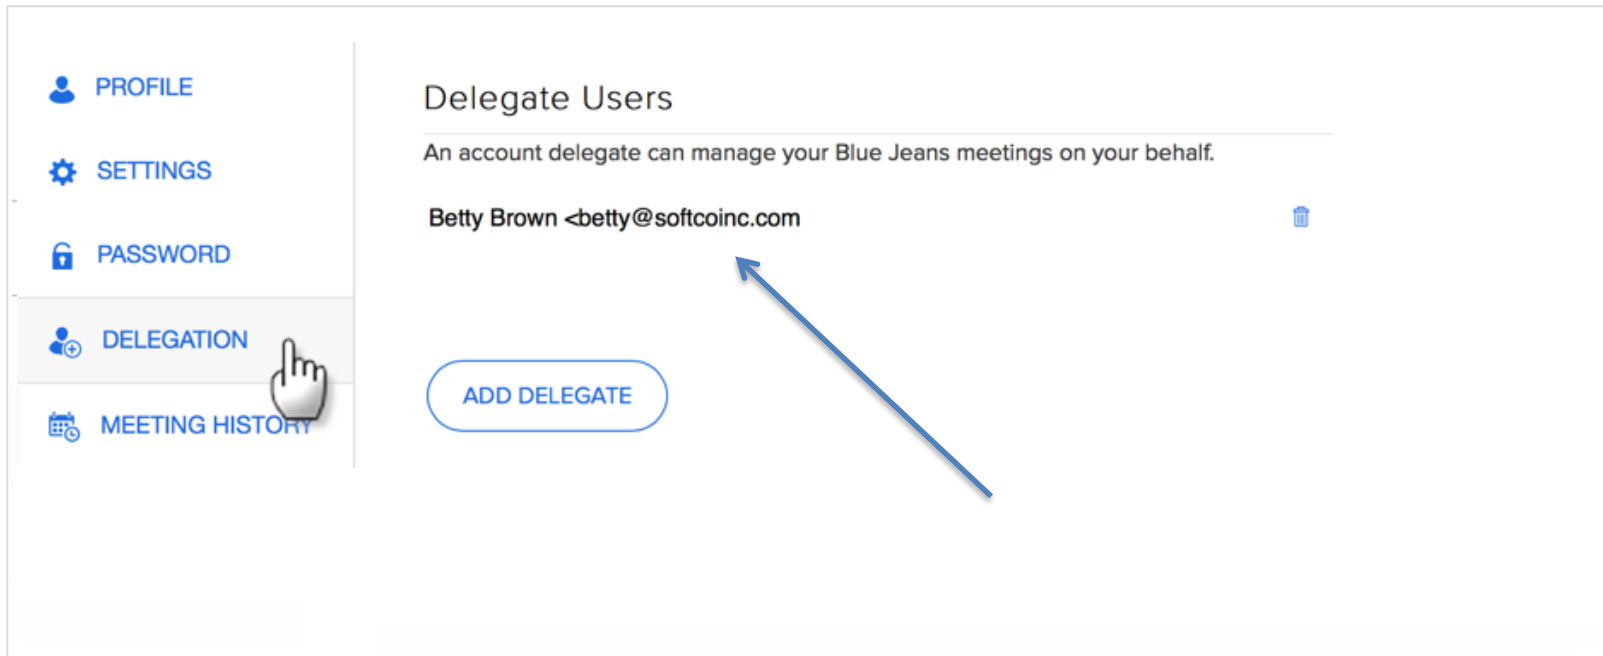 PROFILE
SETTINGS
PASSWORD
DELEGATION
MEETING HISTORY
Delegate Users
An account delegate can manage your Blue Jeans meetings on your behalf.
Betty Brown <betty@softcoinc.com
ADD DELEGATE